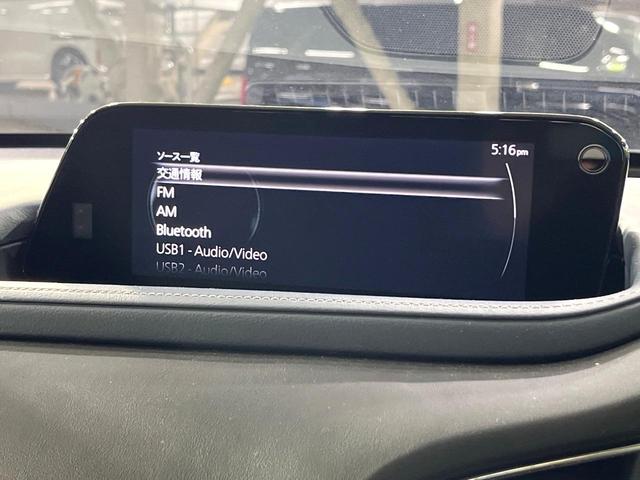 ソース一覧
5:16pm
交通情報
FM
AM
Bluetooth
USB1 - Audio/Video
USB2 - Audio/Video